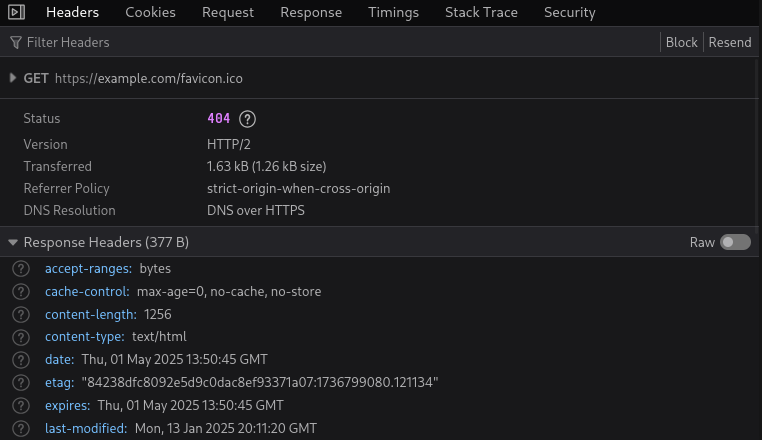 Headers Cookies Request Response Timings Stack Trace Security
Filter Headers Block Resend
GET https://example.com/favicon.ico
Status 404 ?
Version HTTP/2
Transferred 1.63 kB (1.26 kB size)
Referrer Policy strict-origin-when-cross-origin
DNS Resolution DNS over HTTPS
Response Headers (377 B) Raw
? accept-ranges: bytes
? cache-control: max-age=0, no-cache, no-store
? content-length: 1256
? content-type: text/html
? date: Thu, 01 May 2025 13:50:45 GMT
? etag: "84238dfc8092e5d9c0dac8ef93371a07:1736799080.121134"
? expires: Thu, 01 May 2025 13:50:45 GMT
? last-modified: Mon, 13 Jan 2025 20:11:20 GMT